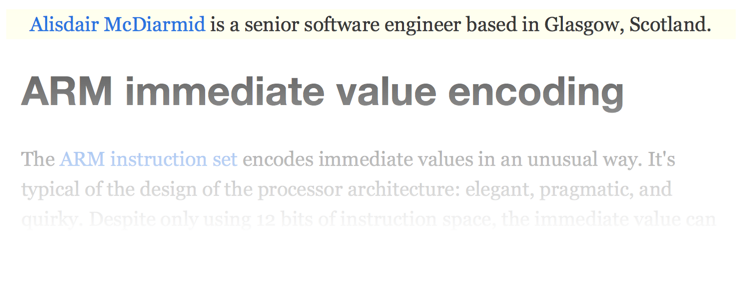 Alisdair McDiarmid is a senior software engineer based in Glasgow, Scotland.
ARM immediate value encoding
The ARM instruction set encodes immediate values in an unusual way. It's
typical of the design of the processor architecture: elegant, pragmatic, and
quirky. Despite only using 12 bits of instruction space, the immediate value can